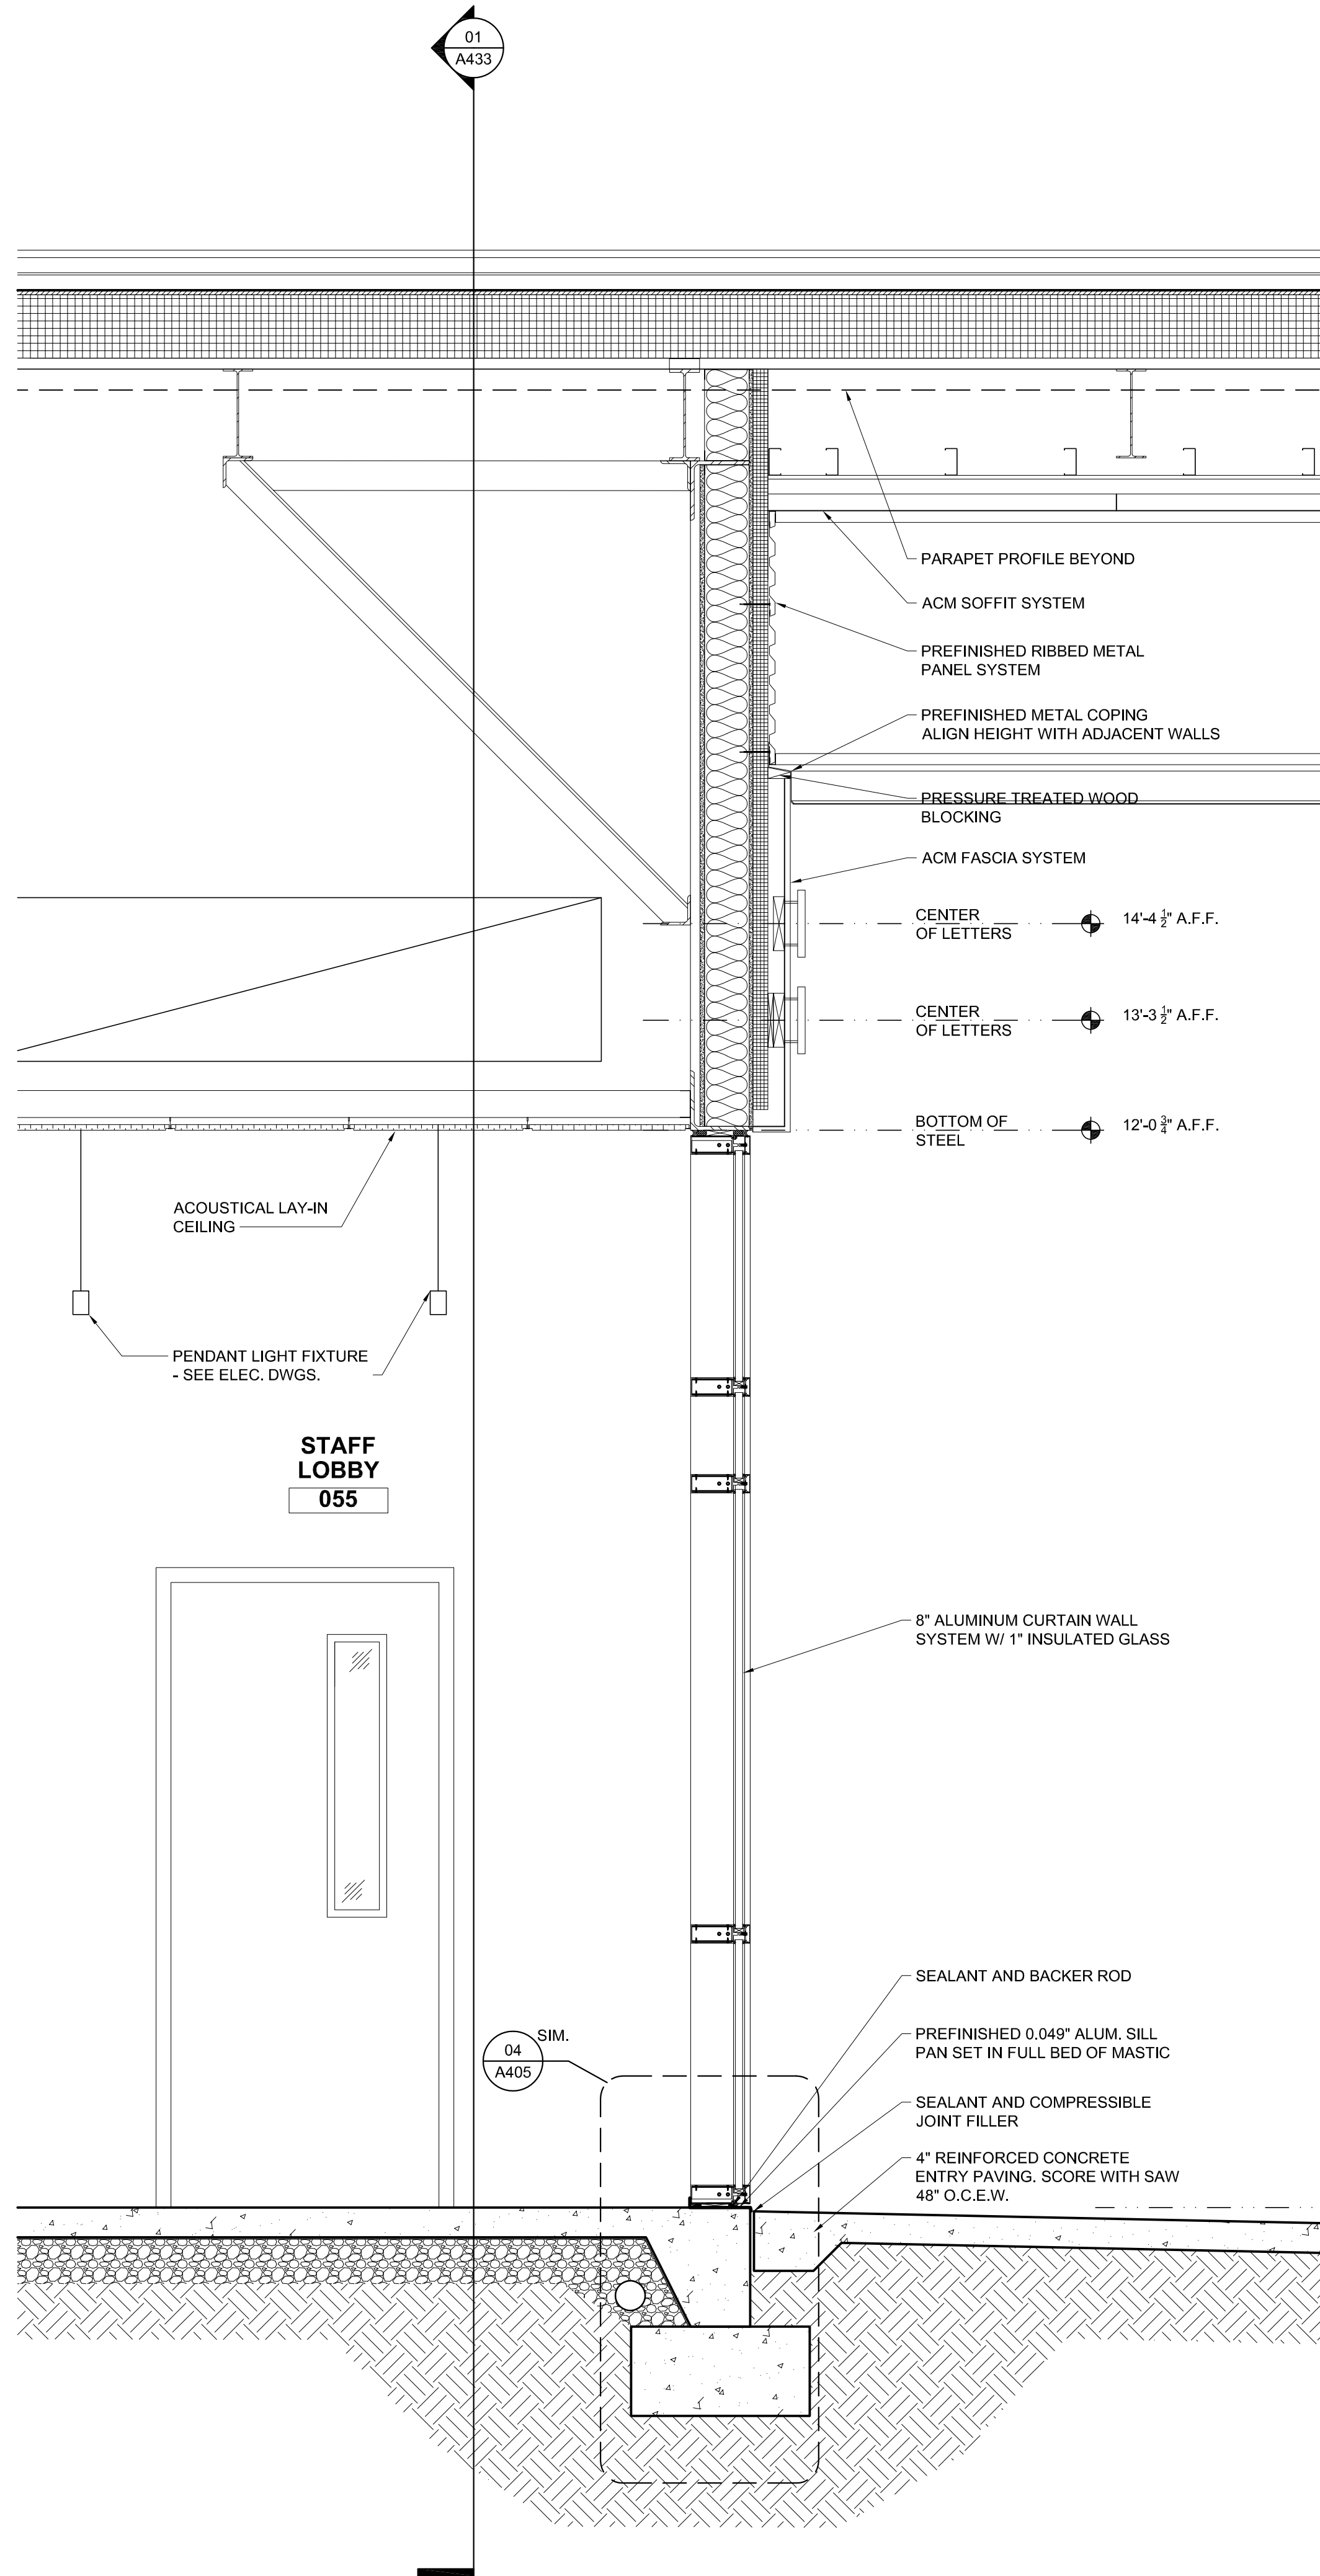 01
A433
PARAPET PROFILE BEYOND
ACM SOFFIT SYSTEM
PREFINISHED RIBBED METAL
PANEL SYSTEM
PREFINISHED METAL COPING
ALIGN HEIGHT WITH ADJACENT WALLS
PRESSURE TREATED WOOD
BLOCKING
ACM FASCIA SYSTEM
CENTER
OF LETTERS
14'-4 1/2" A.F.F.
CENTER
OF LETTERS
13'-3 1/2" A.F.F.
BOTTOM OF
STEEL
12'-0 3/4" A.F.F.
ACOUSTICAL LAY-IN
CEILING
PENDANT LIGHT FIXTURE
- SEE ELEC. DWGS.
STAFF
LOBBY
055
8" ALUMINUM CURTAIN WALL
SYSTEM W/ 1" INSULATED GLASS
SEALANT AND BACKER ROD
04
A405
SIM.
PREFINISHED 0.049" ALUM. SILL
PAN SET IN FULL BED OF MASTIC
SEALANT AND COMPRESSIBLE
JOINT FILLER
4" REINFORCED CONCRETE
ENTRY PAVING. SCORE WITH SAW
48" O.C.E.W.